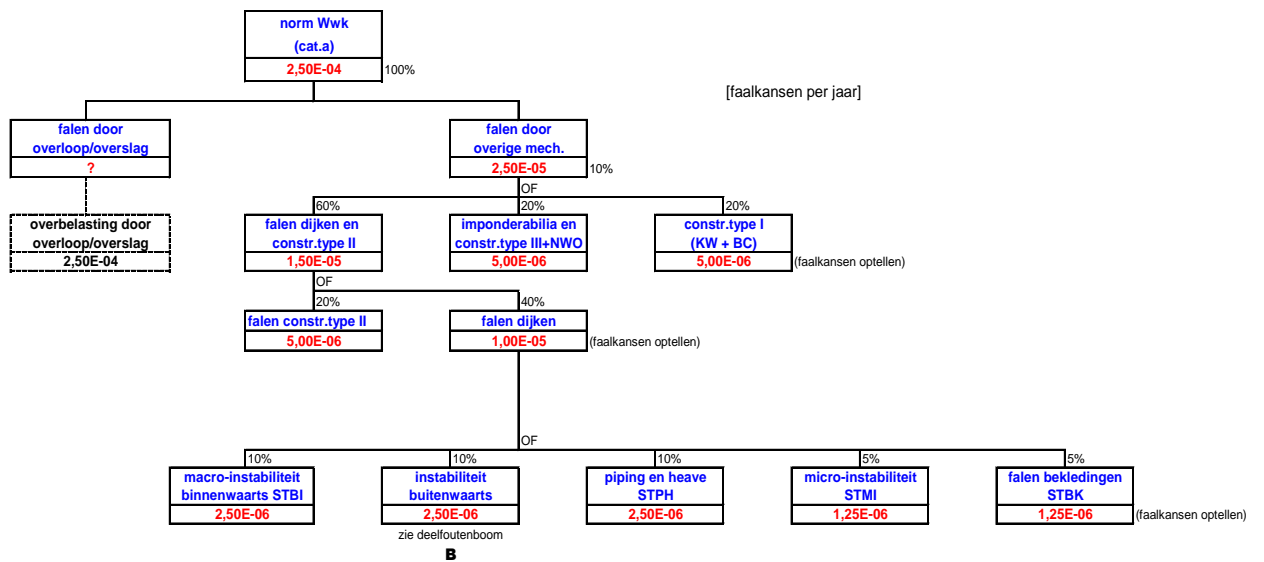 norm Wwk
(cat.a)
2,50E-04
100%
[faalkansen per jaar]
falen door
overloop/overslag
?
falen door
overige mech.
2,50E-05
10%
OF
60%
20%
20%
overbelasting door
overloop/overslag
2,50E-04
falen dijken en
constr.type II
1,50E-05
imponderabilia en
constr.type III+NWO
5,00E-06
constr.type I
(KW + BC)
5,00E-06
(faalkansen optellen)
OF
20%
40%
falen constr.type II
5,00E-06
falen dijken
1,00E-05
(faalkansen optellen)
OF
10%
10%
10%
5%
5%
macro-instabiliteit
binnenwaarts STBI
2,50E-06
instabiliteit
buitenwaarts
2,50E-06
piping en heave
STPH
2,50E-06
micro-instabiliteit
STMI
1,25E-06
falen bekledingen
STBK
1,25E-06
(faalkansen optellen)
zie deelfoutenboom
B